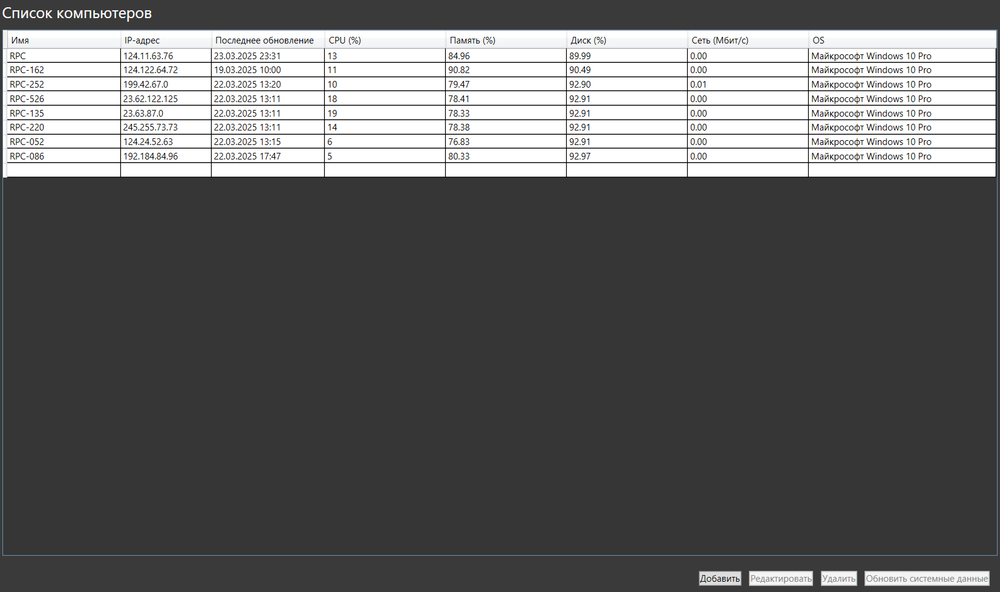 Список компьютеров
Имя IP-адрес Последнее обновление CPU (%) Память (%) Диск (%) Сеть (Мбит/с) OS
RPC 124.11.63.76 23.03.2025 23:31 13 84.96 89.99 0.00 Майкрософт Windows 10 Pro
RPC-162 124.122.64.72 19.03.2025 10:00 11 90.82 90.49 0.00 Майкрософт Windows 10 Pro
RPC-252 199.42.67.0 22.03.2025 13:20 10 79.47 92.90 0.01 Майкрософт Windows 10 Pro
RPC-526 23.62.122.125 22.03.2025 13:11 18 78.41 92.91 0.00 Майкрософт Windows 10 Pro
RPC-135 23.63.87.0 22.03.2025 13:11 19 78.33 92.91 0.00 Майкрософт Windows 10 Pro
RPC-220 245.255.73.73 22.03.2025 13:11 14 78.38 92.91 0.00 Майкрософт Windows 10 Pro
RPC-052 124.24.52.63 22.03.2025 13:15 6 76.83 92.91 0.00 Майкрософт Windows 10 Pro
RPC-086 192.184.84.96 22.03.2025 17:47 5 80.33 92.97 0.00 Майкрософт Windows 10 Pro
Добавить Редактировать Удалить Обновить системные данные